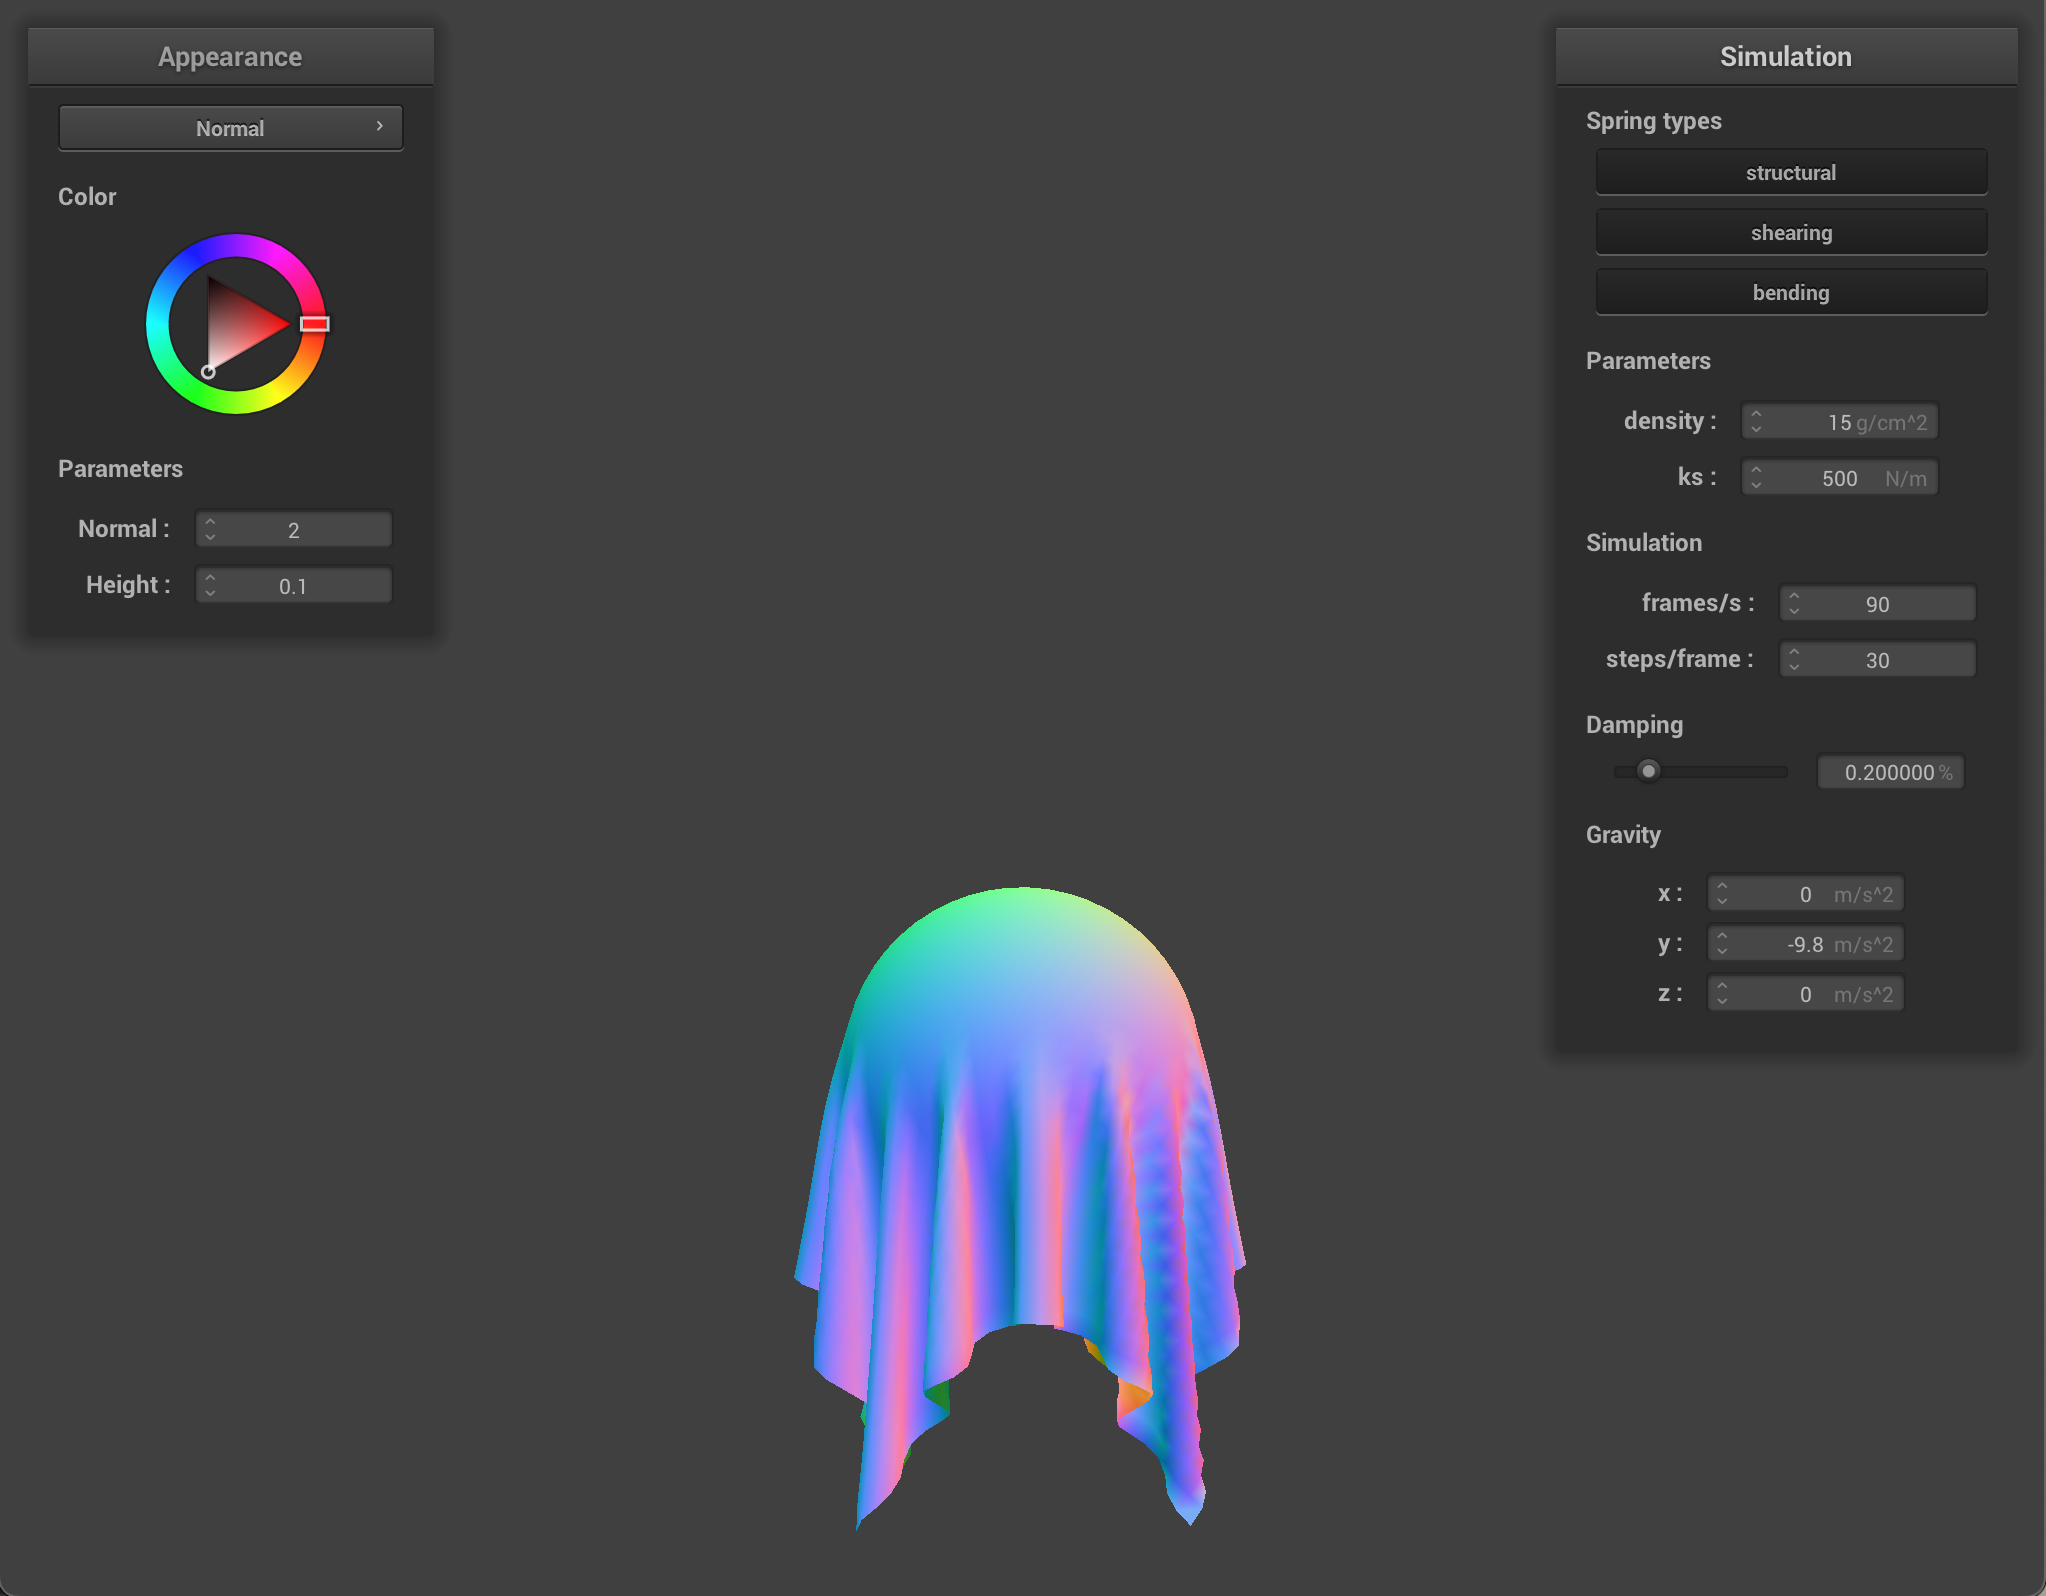 Appearance
Normal
Color
Parameters
Normal : 2
Height : 0.1
Simulation
Spring types
structural
shearing
bending
Parameters
density : 15 g/cm^2
ks : 500 N/m
Simulation
frames/s : 90
steps/frame : 30
Damping
0.200000 %
Gravity
x : 0 m/s^2
y : -9.8 m/s^2
z : 0 m/s^2